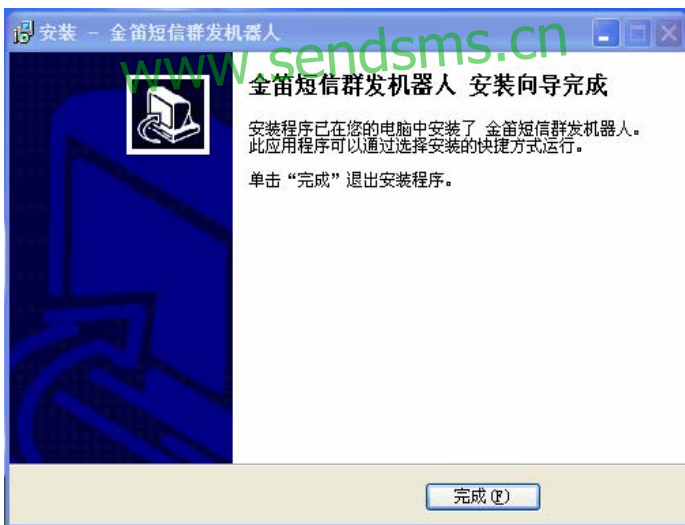 安装 - 金笛短信群发机器人
www.sendsms.cn
金笛短信群发机器人 安装向导完成
安装程序已在您的电脑中安装了 金笛短信群发机器人。
此应用程序可以通过选择安装的快捷方式运行。
单击“完成”退出安装程序。
完成(F)